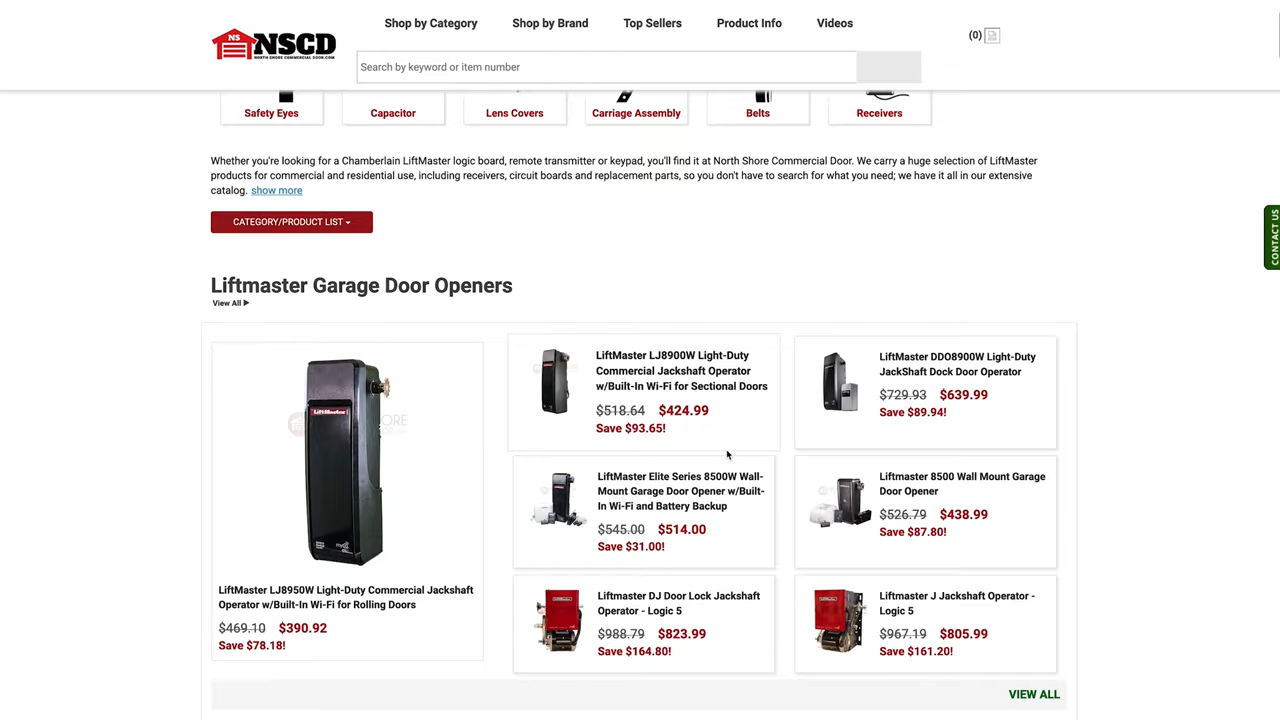 Shop by Category
Shop by Brand
Top Sellers
Product Info
Videos
NS
NSCD
NORTH SHORE COMMERCIAL DOOR.COM
(0)
Search by keyword or item number
Safety Eyes
Capacitor
Lens Covers
Carriage Assembly
Belts
Receivers
Whether you're looking for a Chamberlain LiftMaster logic board, remote transmitter or keypad, you'll find it at North Shore Commercial Door. We carry a huge selection of LiftMaster
products for commercial and residential use, including receivers, circuit boards and replacement parts, so you don't have to search for what you need; we have it all in our extensive
catalog. show more
CATEGORY/PRODUCT LIST
CONTACT US
Liftmaster Garage Door Openers
View All
LiftMaster
LiftMaster LJ8950W Light-Duty Commercial Jackshaft
Operator w/Built-In Wi-Fi for Rolling Doors
$469.10 $390.92
Save $78.18!
LiftMaster LJ8900W Light-Duty
Commercial Jackshaft Operator
w/Built-In Wi-Fi for Sectional Doors
$518.64 $424.99
Save $93.65!
LiftMaster DDO8900W Light-Duty
JackShaft Dock Door Operator
$729.93 $639.99
Save $89.94!
LiftMaster Elite Series 8500W Wall-
Mount Garage Door Opener w/Built-
In Wi-Fi and Battery Backup
$545.00 $514.00
Save $31.00!
Liftmaster 8500 Wall Mount Garage
Door Opener
$526.79 $438.99
Save $87.80!
LiftMaster DJ Door Lock Jackshaft
Operator - Logic 5
$988.79 $823.99
Save $164.80!
Liftmaster J Jackshaft Operator -
Logic 5
$967.19 $805.99
Save $161.20!
VIEW ALL